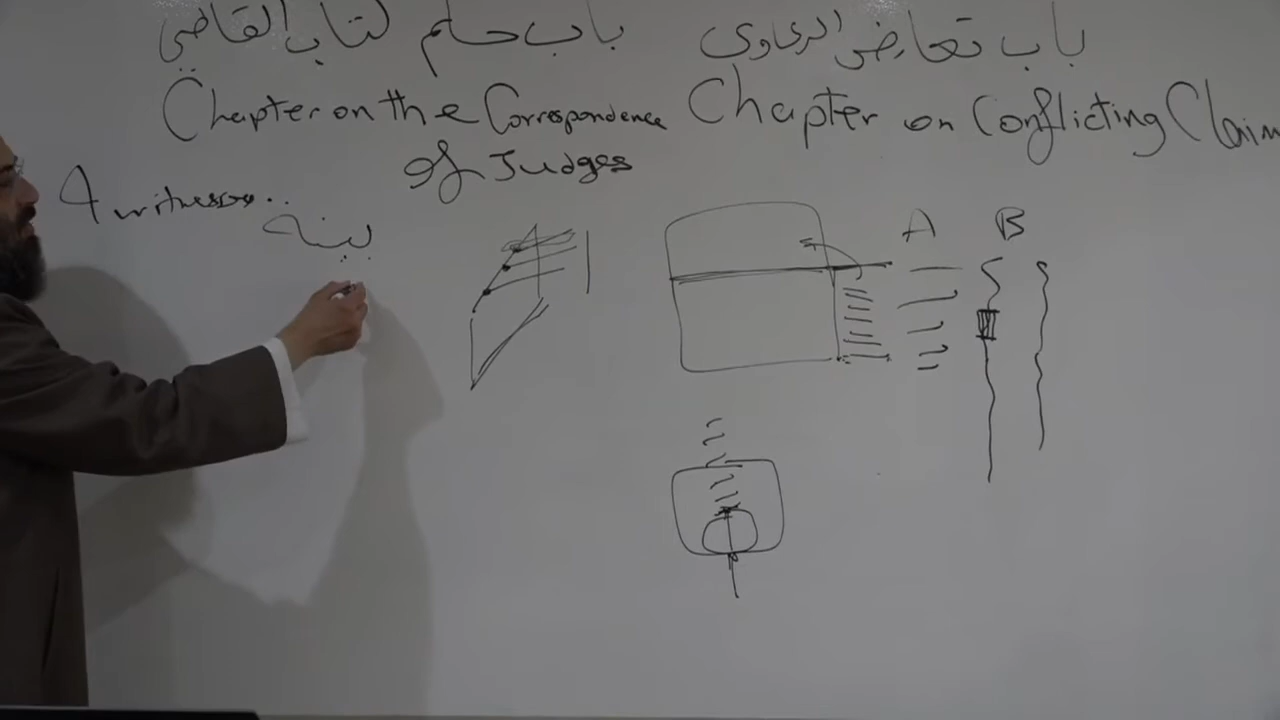 باب تعارض الدعاوى
باب حكم كتاب القاضي
Chapter on Conflicting Claim
Chapter on the Correspondence
of Judges
4 witnesses..
بينة
A B